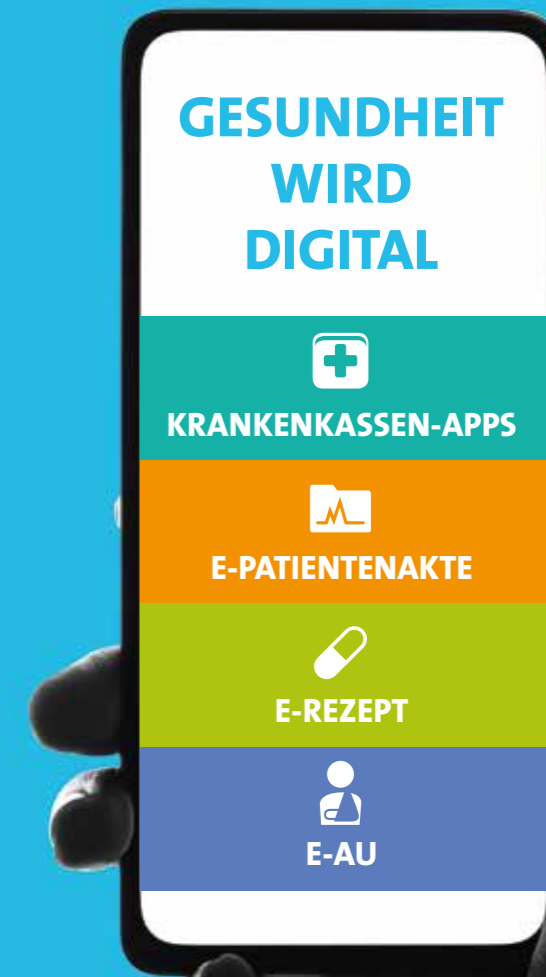 GESUNDHEIT
WIRD
DIGITAL
KRANKENKASSEN-APPS
E-PATIENTENAKTE
E-REZEPT
E-AU